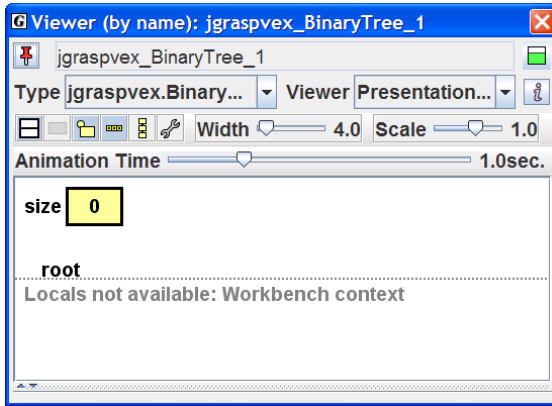 Viewer (by name): jgraspvex_BinaryTree_1
jgraspvex_BinaryTree_1
Type jgraspvex.Binary... Viewer Presentation... i
Width 4.0 Scale 1.0
Animation Time 1.0sec.
size 0
root
Locals not available: Workbench context